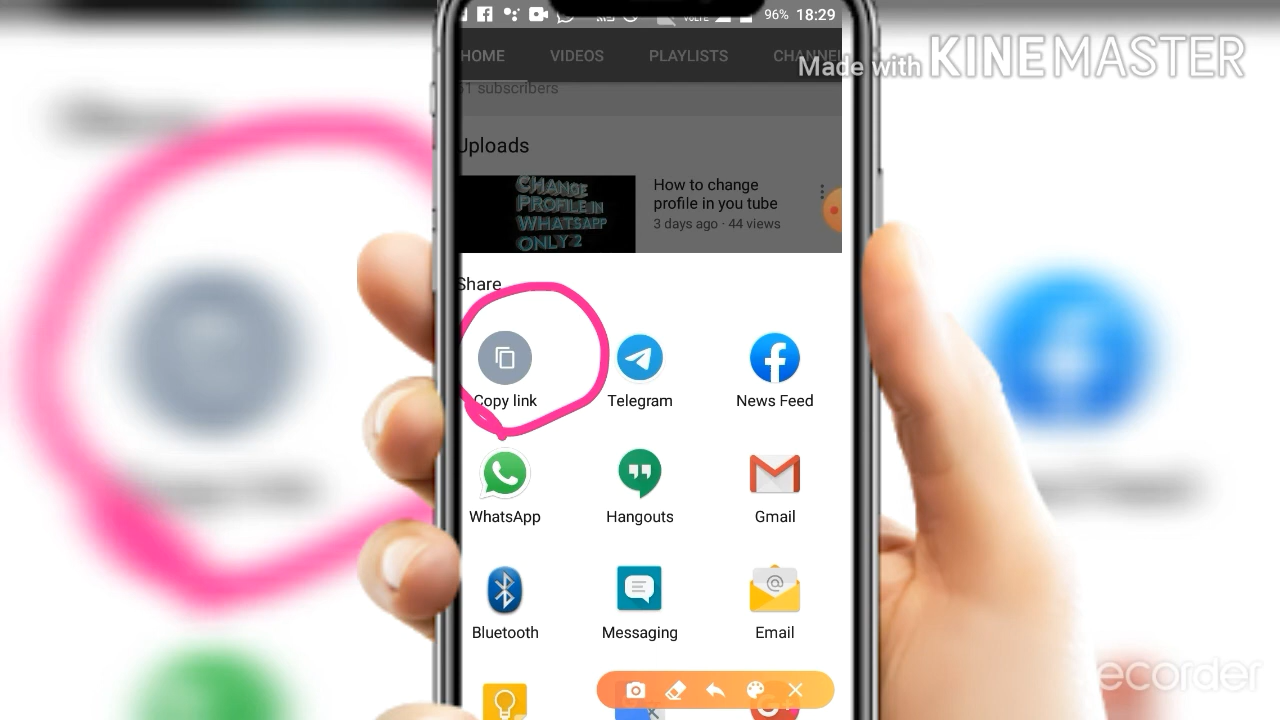 96% 18:29
HOME VIDEOS PLAYLISTS CHANNEL
Made with KINEMASTER
61 subscribers
Uploads
CHANGE
PROFILE IN
WHATSAPP
ONLY 2
How to change
profile in you tube
3 days ago · 44 views
Share
Copy link Telegram News Feed
WhatsApp Hangouts Gmail
Bluetooth Messaging Email
ecorder
G+